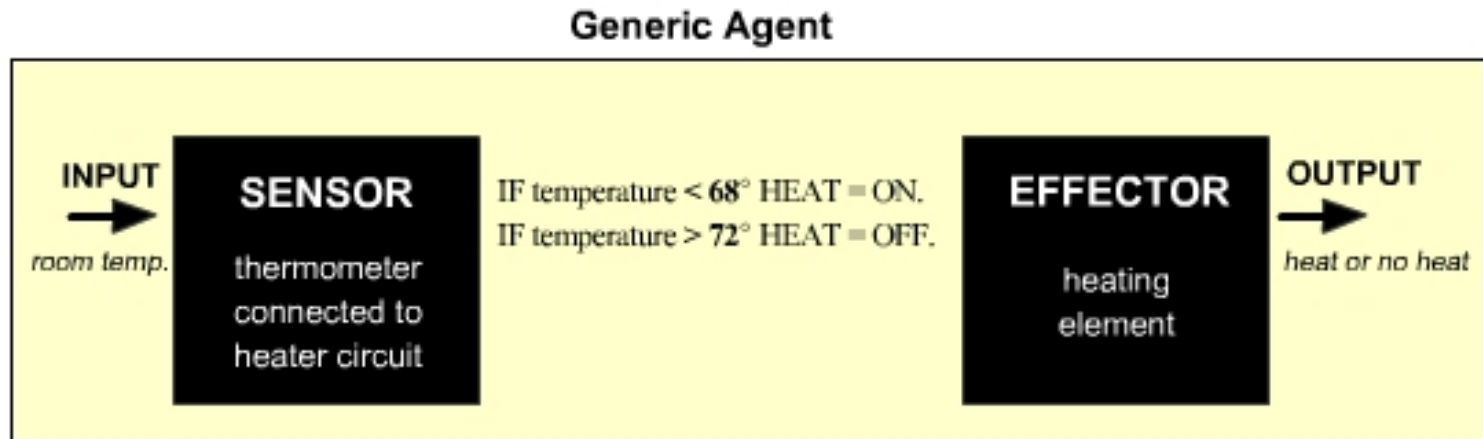 Generic Agent
INPUT
room temp.
SENSOR
thermometer
connected to
heater circuit
IF temperature < 68° HEAT = ON.
IF temperature > 72° HEAT = OFF.
EFFECTOR
heating
element
OUTPUT
heat or no heat